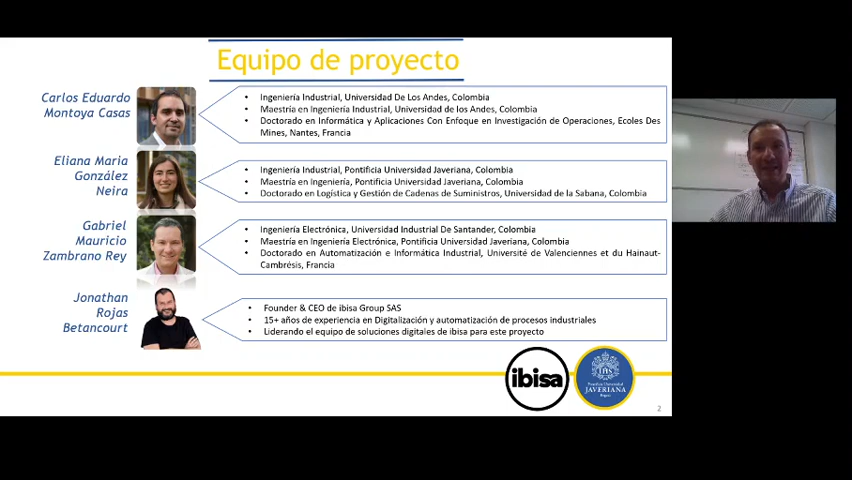 Equipo de proyecto
Carlos Eduardo
Montoya Casas
• Ingeniería Industrial, Universidad De Los Andes, Colombia
• Maestría en Ingeniería Industrial, Universidad de los Andes, Colombia
• Doctorado en Informática y Aplicaciones Con Enfoque en Investigación de Operaciones, Ecoles Des
Mines, Nantes, Francia
Eliana Maria
González
Neira
• Ingeniería Industrial, Pontificia Universidad Javeriana, Colombia
• Maestría en Ingeniería, Pontificia Universidad Javeriana, Colombia
• Doctorado en Logística y Gestión de Cadenas de Suministros, Universidad de la Sabana, Colombia
Gabriel
Mauricio
Zambrano Rey
• Ingeniería Electrónica, Universidad Industrial De Santander, Colombia
• Maestría en Ingeniería Electrónica, Pontificia Universidad Javeriana, Colombia
• Doctorado en Automatización e Informática Industrial, Université de Valenciennes et du Hainaut-
Cambrésis, Francia
Jonathan
Rojas
Betancourt
• Founder & CEO de ibisa Group SAS
• 15+ años de experiencia en Digitalización y automatización de procesos industriales
• Liderando el equipo de soluciones digitales de ibisa para este proyecto
ibisa
Pontificia Universidad
JAVERIANA
Bogotá
2